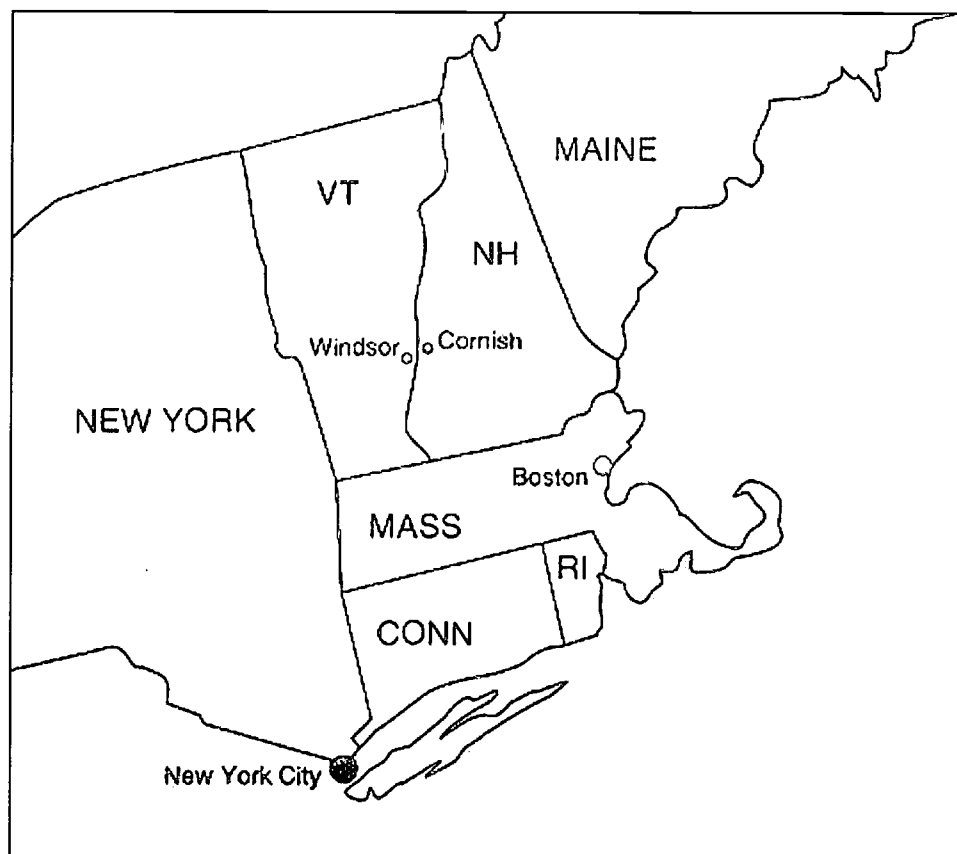 MAINE
VT
NH
Windsor
Cornish
NEW YORK
Boston
MASS
RI
CONN
New York City